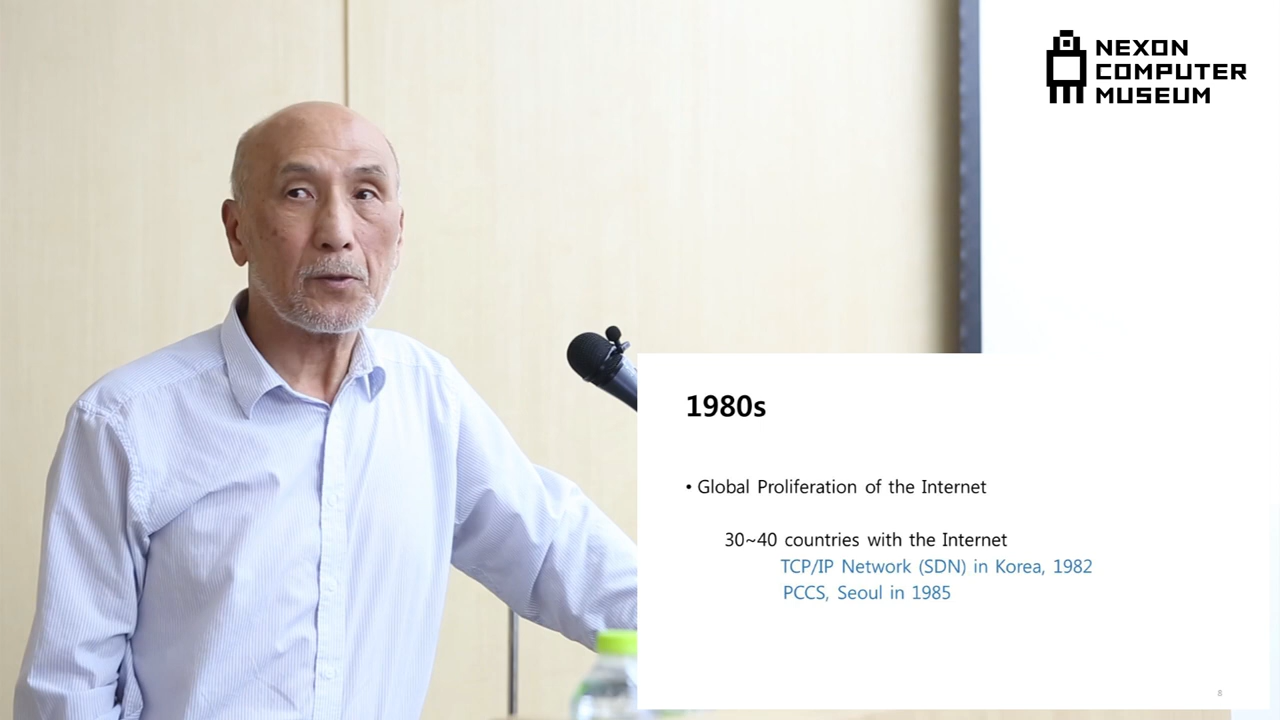 NEXON
COMPUTER
MUSEUM
1980s
• Global Proliferation of the Internet
30~40 countries with the Internet
TCP/IP Network (SDN) in Korea, 1982
PCCS, Seoul in 1985
8